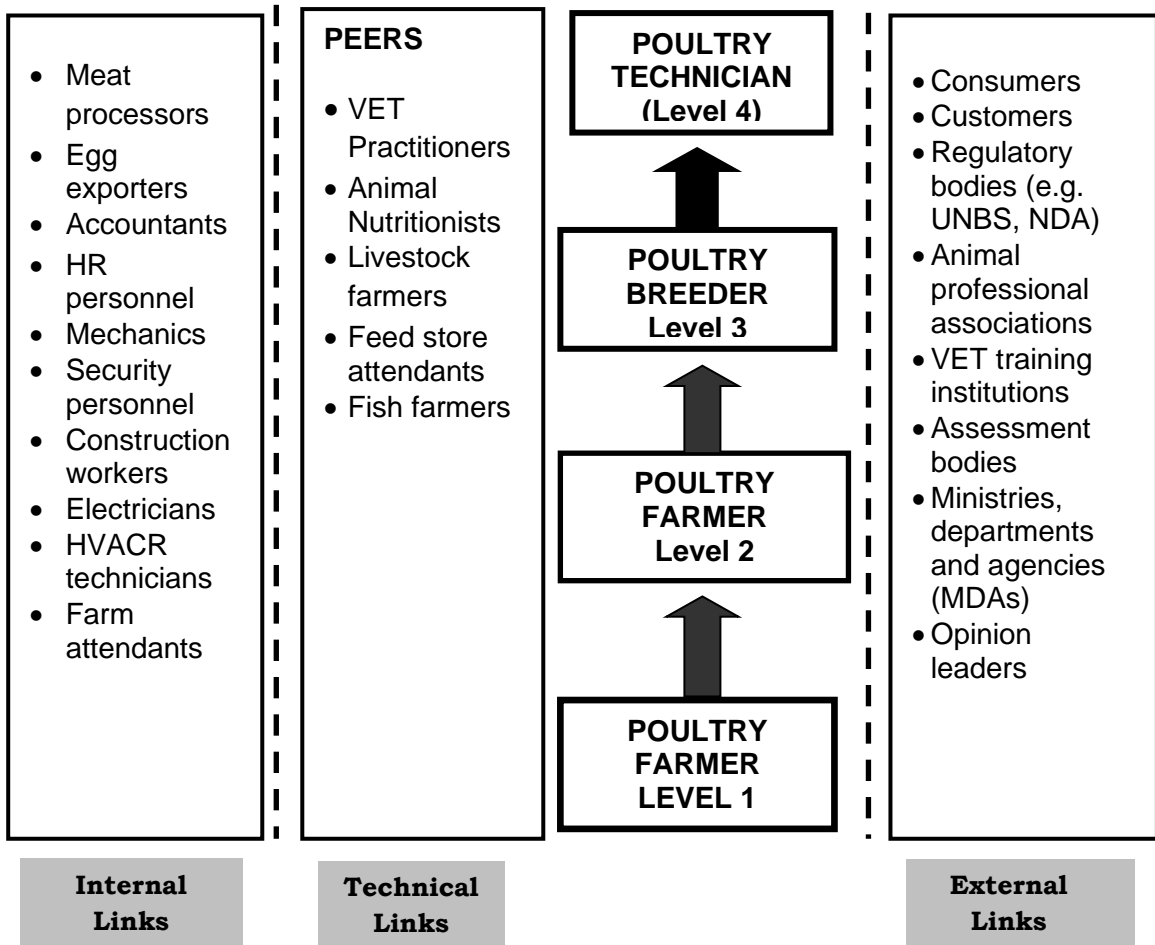 • Meat
processors
• Egg
exporters
• Accountants
• HR
personnel
• Mechanics
• Security
personnel
• Construction
workers
• Electricians
• HVACR
technicians
• Farm
attendants
Internal
Links
PEERS
• VET
Practitioners
• Animal
Nutritionists
• Livestock
farmers
• Feed store
attendants
• Fish farmers
Technical
Links
POULTRY
TECHNICIAN
(Level 4)
POULTRY
BREEDER
Level 3
POULTRY
FARMER
Level 2
POULTRY
FARMER
LEVEL 1
• Consumers
• Customers
• Regulatory
bodies (e.g.
UNBS, NDA)
• Animal
professional
associations
• VET training
institutions
• Assessment
bodies
• Ministries,
departments
and agencies
(MDAs)
• Opinion
leaders
External
Links